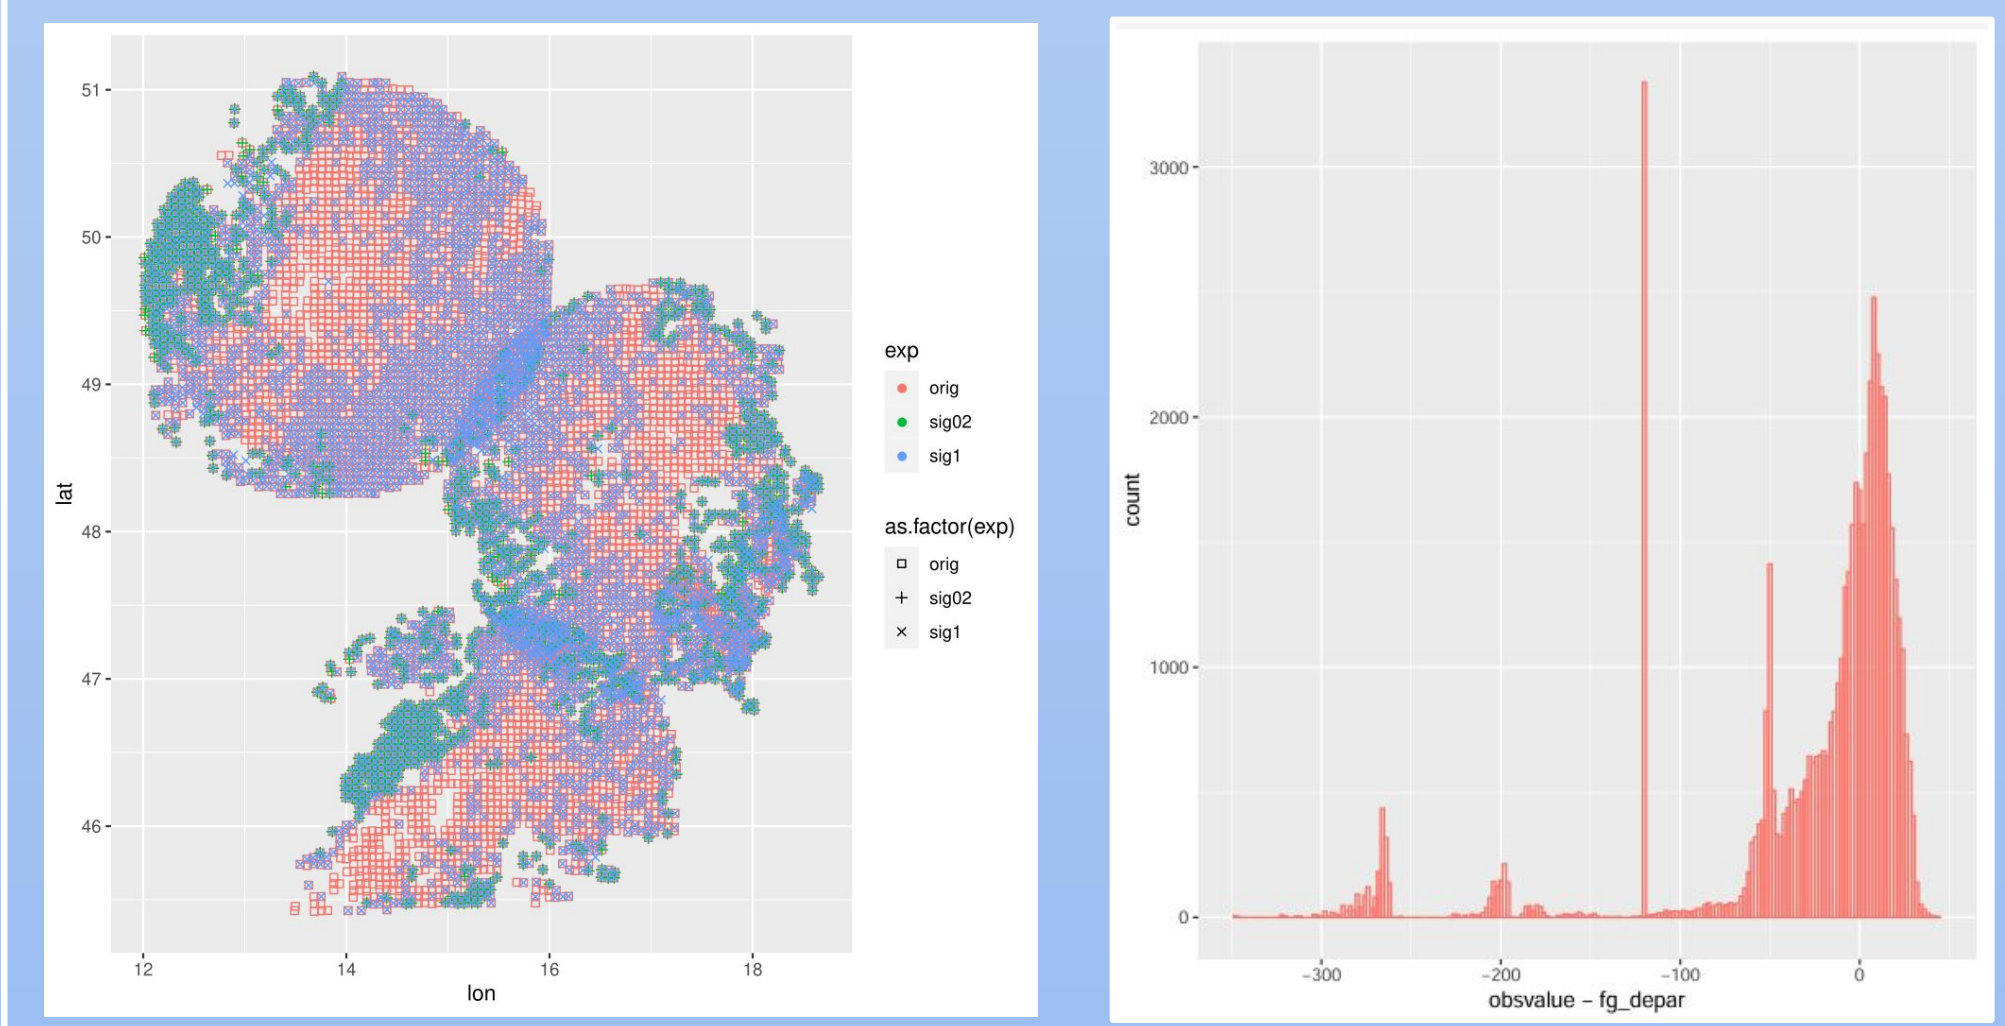 51
50
49
48
47
46
lat
12
14
16
18
lon
exp
orig
sig02
sig1
as.factor(exp)
orig
sig02
sig1
3000
2000
1000
0
count
−300
−200
−100
0
obsvalue − fg_depar